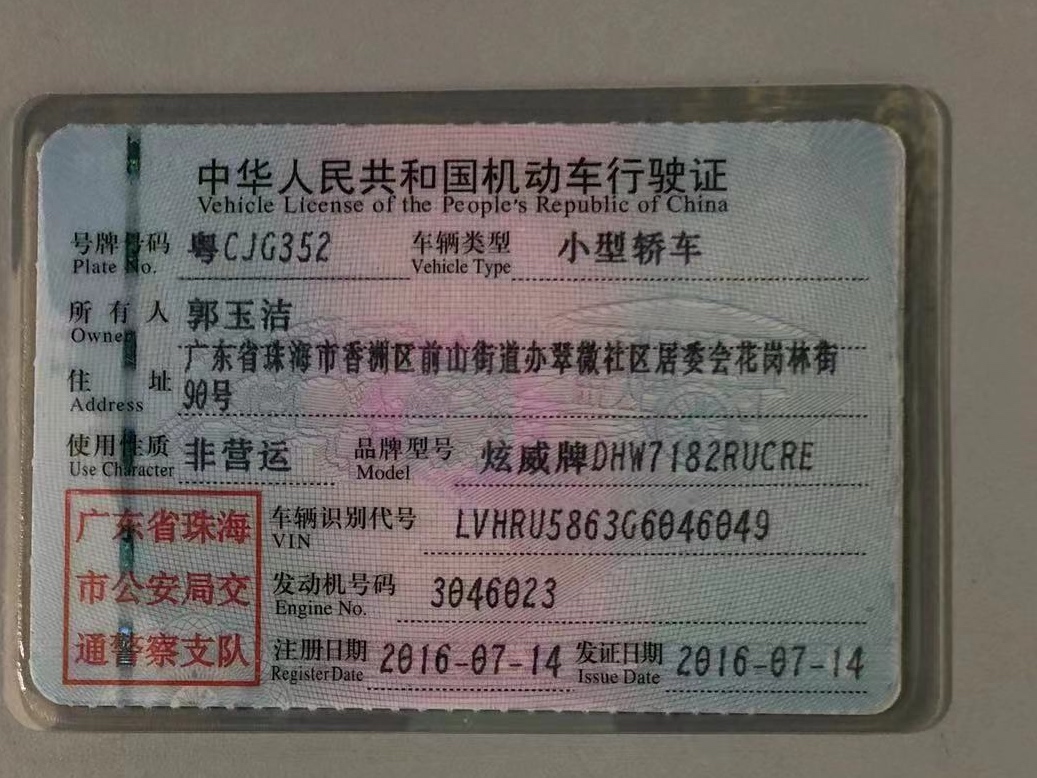 中华人民共和国机动车行驶证
Vehicle License of the People's Republic of China
号牌号码 粤CJG352 车辆类型 小型轿车
Plate No. Vehicle Type
所有人 郭玉洁
Owner
广东省珠海市香洲区前山街道办翠微社区居委会花岗林街
住址 90号
Address
使用性质 非营运 品牌型号 炫威牌DHW7182RUCRE
Use Character Model
广东省珠海 车辆识别代号 LVHRU5863G6046049
VIN
市公安局交 发动机号码 3046023
Engine No.
通警察支队 注册日期 2016-07-14 发证日期 2016-07-14
Register Date Issue Date